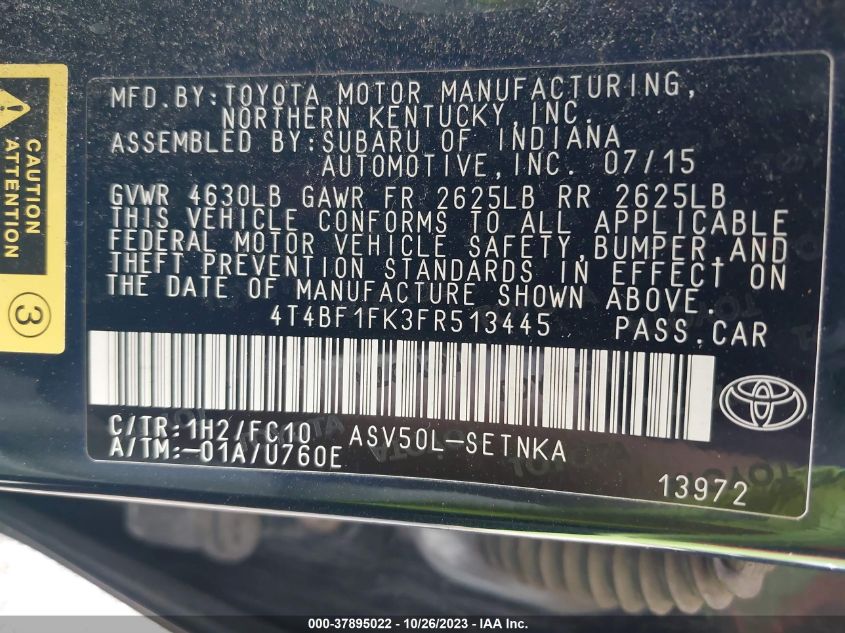 CAUTION
ATTENTION
3
MFD.BY:TOYOTA MOTOR MANUFACTURING,
NORTHERN KENTUCKY,INC.
ASSEMBLED BY:SUBARU OF INDIANA
AUTOMOTIVE,INC. 07/15
GVWR 4630LB GAWR FR 2625LB RR 2625LB
THIS VEHICLE CONFORMS TO ALL APPLICABLE
FEDERAL MOTOR VEHICLE SAFETY,BUMPER,AND
THEFT PREVENTION STANDARDS IN EFFECT ON
THE DATE OF MANUFACTURE SHOWN ABOVE.
4T4BF1FK3FR513445 PASS.CAR
C/TR:1H2/FC10 ASV50L-SETNKA
A/TM:-01A/U760E
13972
000-37895022 - 10/26/2023 - IAA Inc.